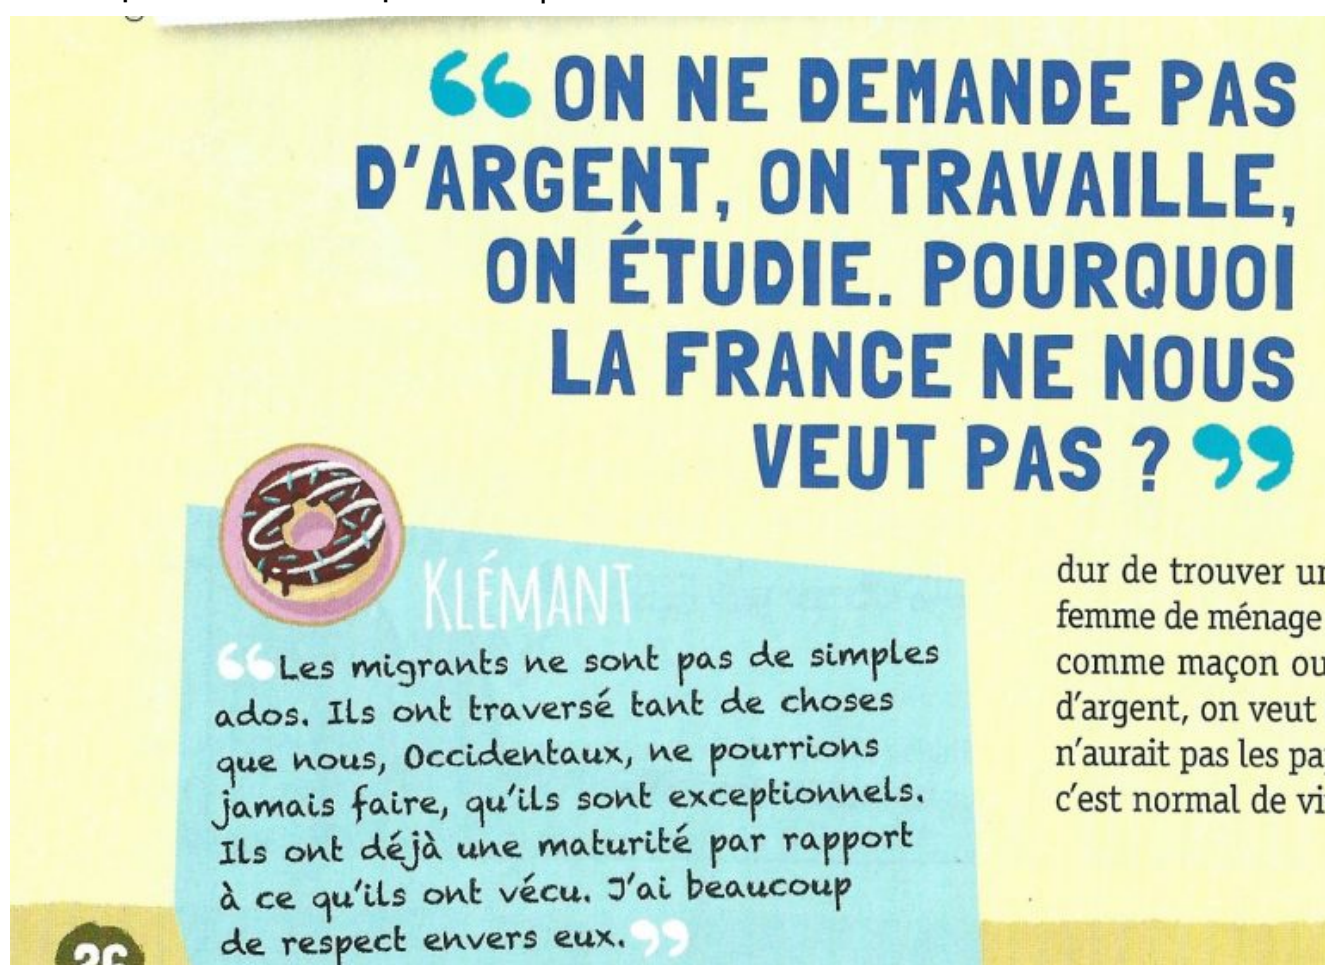 “ ON NE DEMANDE PAS
D'ARGENT, ON TRAVAILLE,
ON ÉTUDIE. POURQUOI
LA FRANCE NE NOUS
VEUT PAS ? ”
KLÉMANT
“ Les migrants ne sont pas de simples
ados. Ils ont traversé tant de choses
que nous, Occidentaux, ne pourrions
jamais faire, qu'ils sont exceptionnels.
Ils ont déjà une maturité par rapport
à ce qu'ils ont vécu. J'ai beaucoup
de respect envers eux. ”
dur de trouver
femme de ménage
comme maçon ou
d'argent, on veut
n'aurait pas les
c'est normal de
26